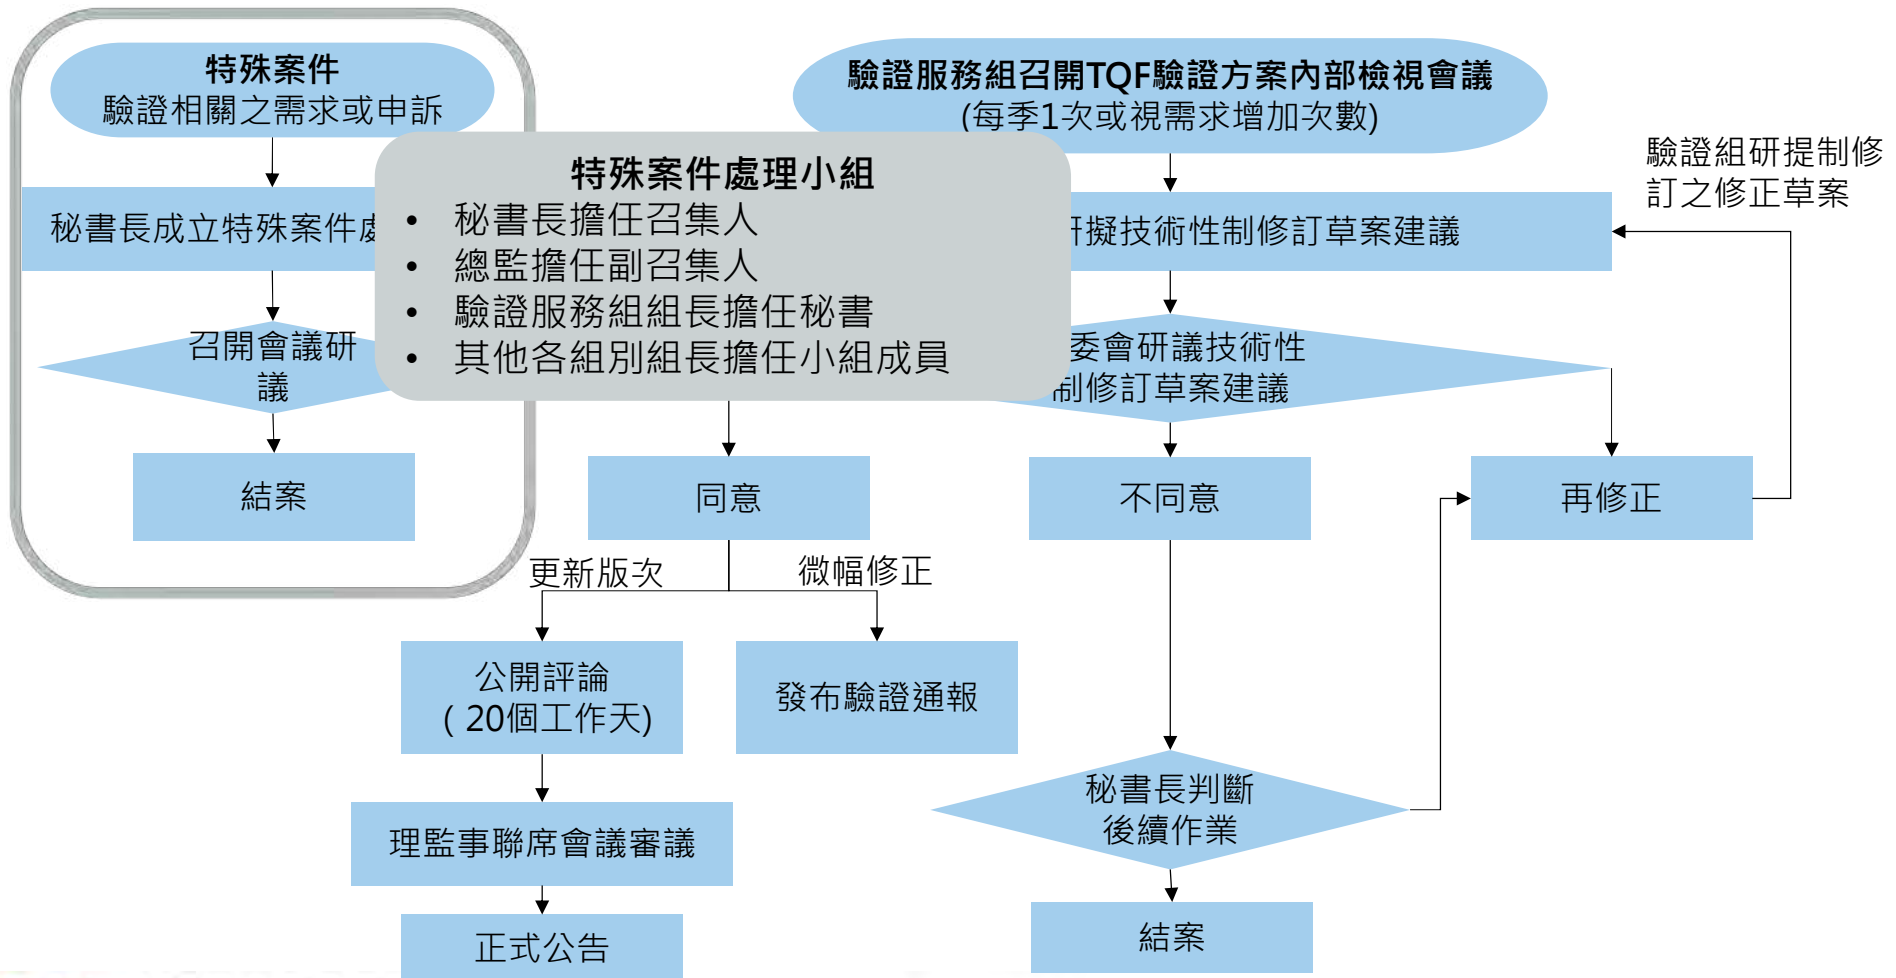 特殊案件
驗證相關之需求或申訴
秘書長成立特殊案件
召開會議研
議
結案
特殊案件處理小組
• 秘書長擔任召集人
• 總監擔任副召集人
• 驗證服務組組長擔任秘書
• 其他各組別組長擔任小組成員
驗證服務組召開TQF驗證方案內部檢視會議
(每季1次或視需求增加次數)
擬技術性制修訂草案建議
委會研議技術性
制修訂草案建議
驗證組研提制修
訂之修正草案
同意
不同意
再修正
更新版次
微幅修正
公開評論
( 20個工作天)
發布驗證通報
理監事聯席會議審議
正式公告
秘書長判斷
後續作業
結案